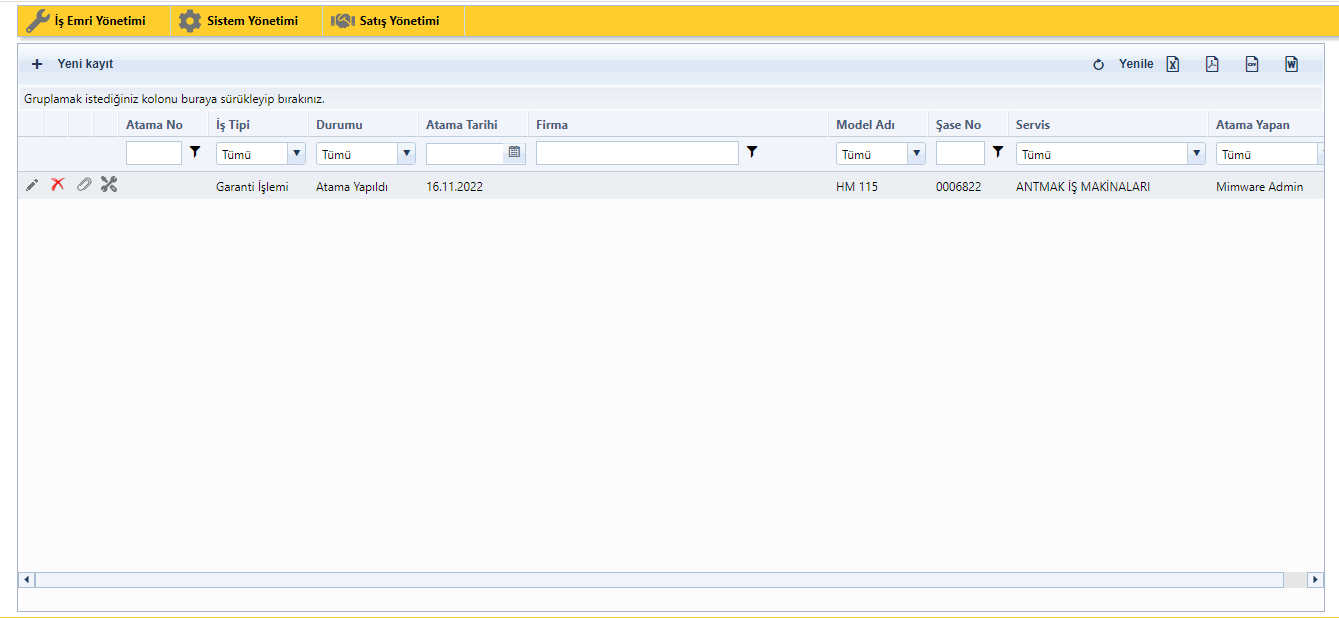 İş Emri Yönetimi Sistem Yönetimi Satış Yönetimi
+ Yeni kayıt Yenile
Gruplamak istediğiniz kolonu buraya sürükleyip bırakınız.
Atama No İş Tipi Durumu Atama Tarihi Firma Model Adı Şase No Servis Atama Yapan
Tümü Tümü Tümü Tümü Tümü
Garanti İşlemi Atama Yapıldı 16.11.2022 HM 115 0006822 ANTMAK İŞ MAKİNALARI Mimware Admin